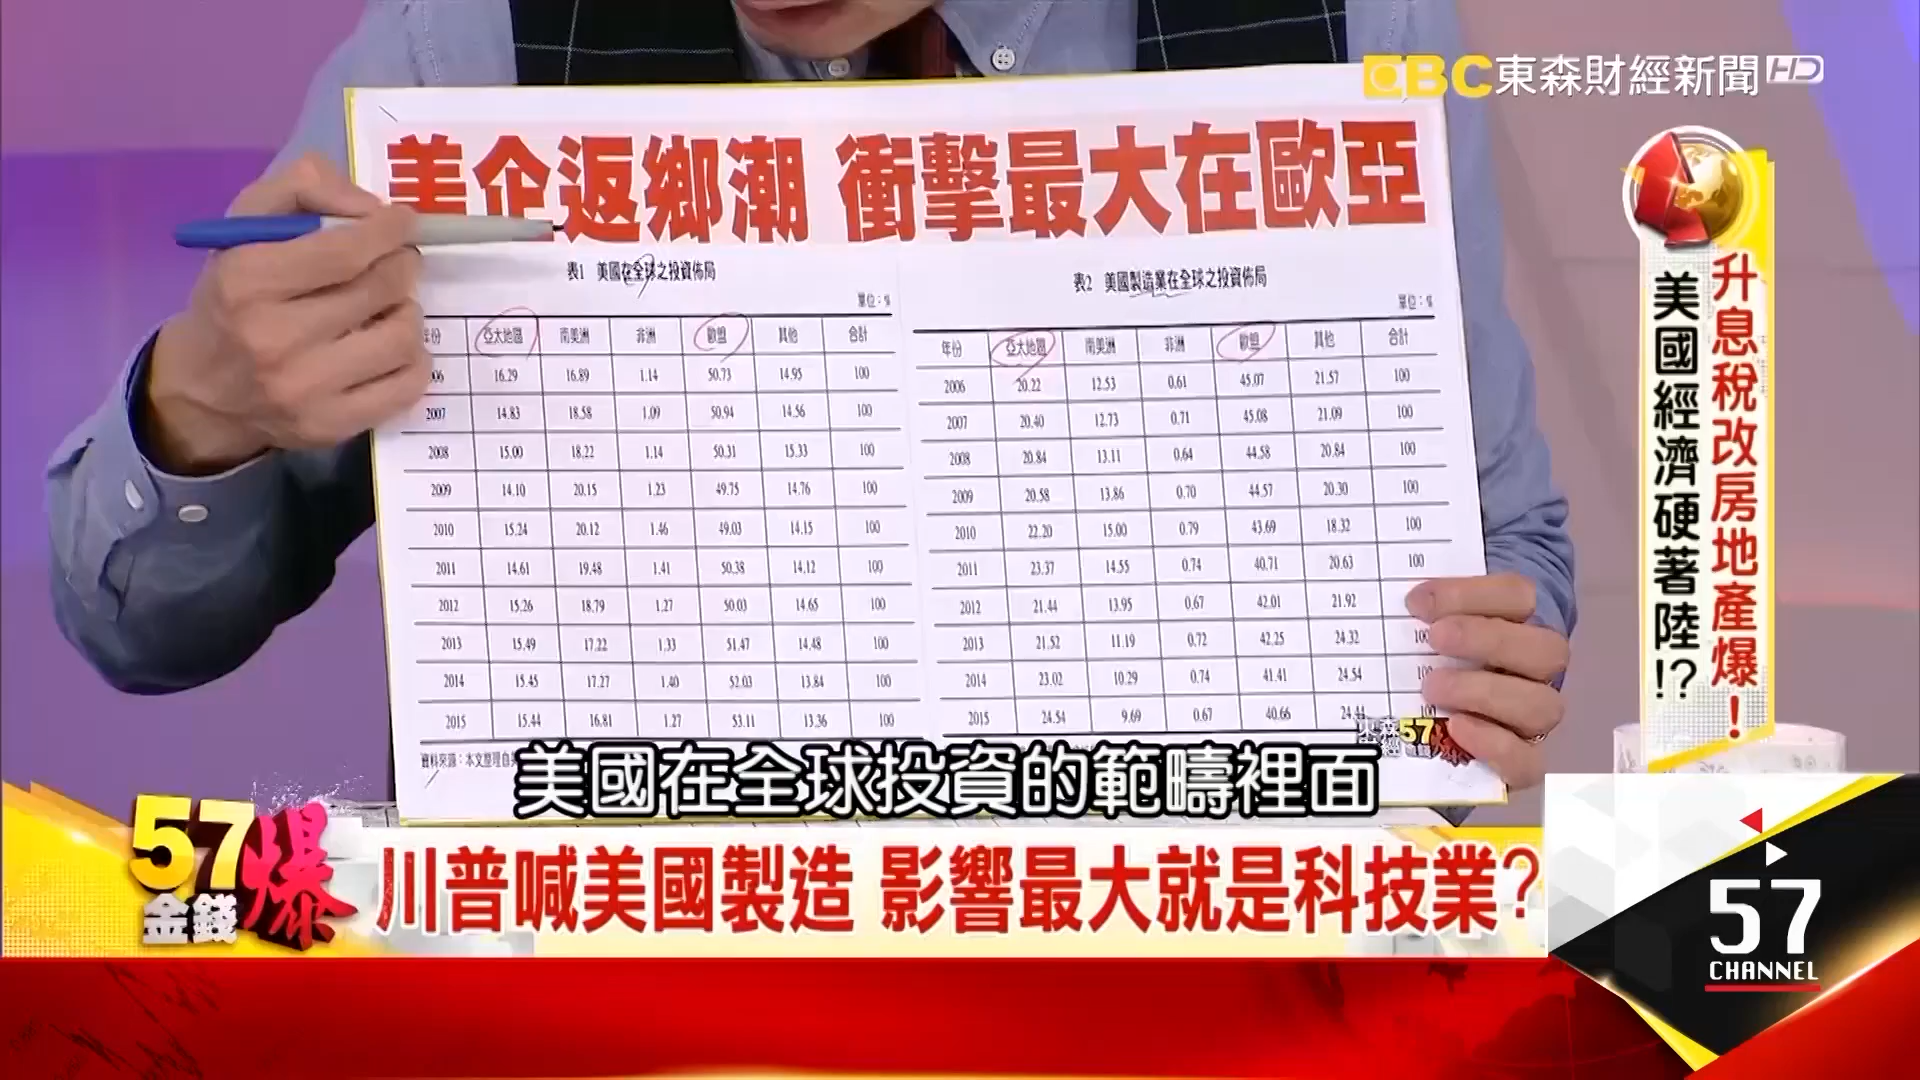 EBC東森財經新聞HD
美企返鄉潮 衝擊最大在歐亞
表1 美國在全球之投資佈局
單位：%
年份 亞太地區 南美洲 非洲 歐盟 其他 合計
06 16.29 16.89 1.14 50.73 14.95 100
2007 14.83 18.58 1.09 50.94 14.56 100
2008 15.00 18.22 1.14 50.31 15.33 100
2009 14.10 20.15 1.23 49.75 14.76 100
2010 15.24 20.12 1.46 49.03 14.15 100
2011 14.61 19.48 1.41 50.38 14.12 100
2012 15.26 18.79 1.27 50.03 14.65 100
2013 15.49 17.22 1.33 51.47 14.48 100
2014 15.45 17.27 1.40 52.03 13.84 100
2015 15.44 16.81 1.27 53.11 13.36 100
資料來源：本文整理自
表2 美國製造業在全球之投資佈局
單位：%
年份 亞太地區 南美洲 非洲 歐盟 其他 合計
2006 20.22 12.53 0.61 45.07 21.57 100
2007 20.40 12.73 0.71 45.08 21.09 100
2008 20.84 13.11 0.64 44.58 20.84 100
2009 20.58 13.86 0.70 44.57 20.30 100
2010 22.20 15.00 0.79 43.69 18.32 100
2011 23.37 14.55 0.74 40.71 20.63 100
2012 21.44 13.95 0.67 42.01 21.92
2013 21.52 11.19 0.72 42.25 24.32 100
2014 23.02 10.29 0.74 41.41 24.54 100
2015 24.54 9.69 0.67 40.66 24.41 100
升息稅改房地產爆！
美國經濟硬著陸!?
美國在全球投資的範疇裡面
57金錢爆
川普喊美國製造 影響最大就是科技業?
57
CHANNEL